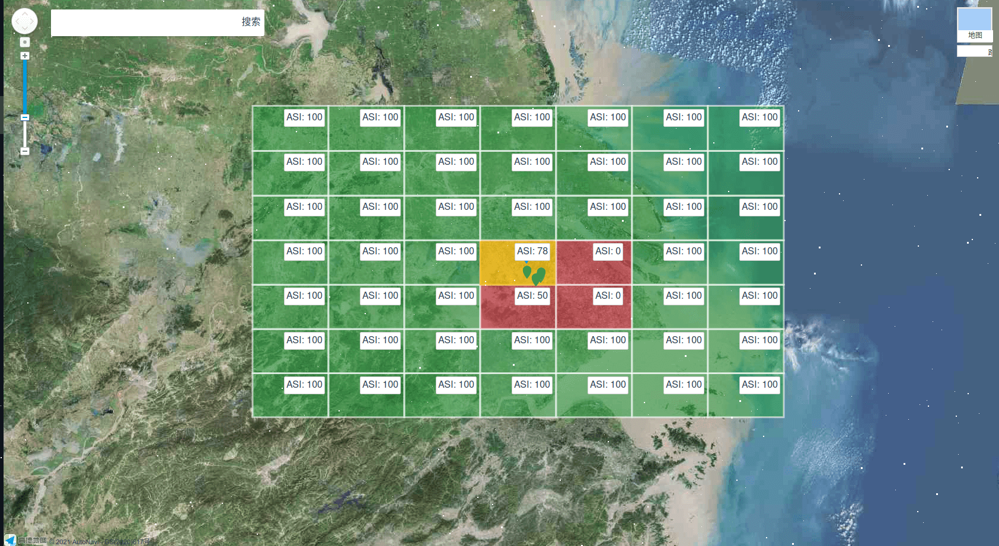 搜索
地图
ASI: 100 ASI: 100 ASI: 100 ASI: 100 ASI: 100 ASI: 100 ASI: 100
ASI: 100 ASI: 100 ASI: 100 ASI: 100 ASI: 100 ASI: 100 ASI: 100
ASI: 100 ASI: 100 ASI: 100 ASI: 100 ASI: 100 ASI: 100 ASI: 100
ASI: 100 ASI: 100 ASI: 100 ASI: 78 ASI: 0 ASI: 100 ASI: 100
ASI: 100 ASI: 100 ASI: 100 ASI: 50 ASI: 0 ASI: 100 ASI: 100
ASI: 100 ASI: 100 ASI: 100 ASI: 100 ASI: 100 ASI: 100 ASI: 100
ASI: 100 ASI: 100 ASI: 100 ASI: 100 ASI: 100 ASI: 100 ASI: 100
高德地图 © 2021 AutoNavi - GS(2020)617号